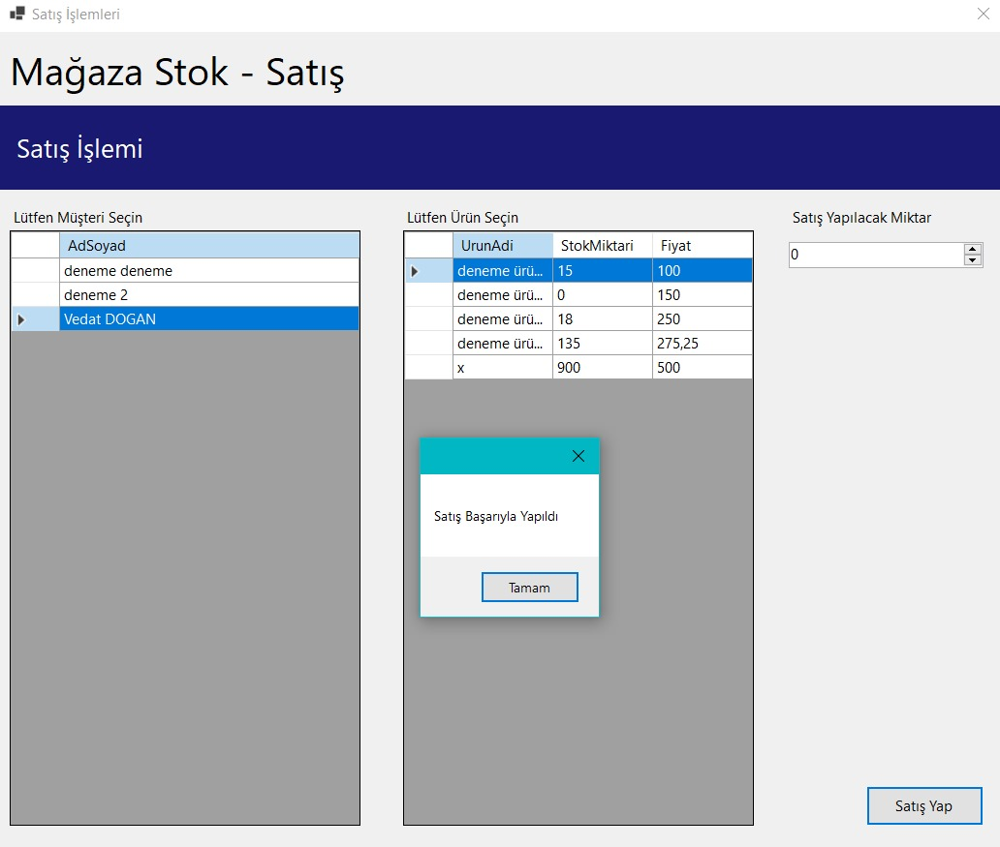 Satış İşlemleri
Mağaza Stok - Satış
Satış İşlemi
Lütfen Müşteri Seçin
AdSoyad
deneme deneme
deneme 2
Vedat DOGAN
Lütfen Ürün Seçin
UrunAdi StokMiktari Fiyat
deneme ürü... 15 100
deneme ürü... 0 150
deneme ürü... 18 250
deneme ürü... 135 275,25
x 900 500
Satış Yapılacak Miktar
0
Satış Başarıyla Yapıldı
Tamam
Satış Yap